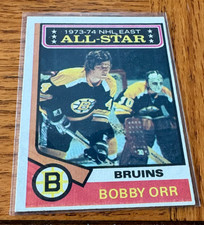 1973-74 NHL EAST
ALL-STAR
BRUINS
B
BOBBY ORR